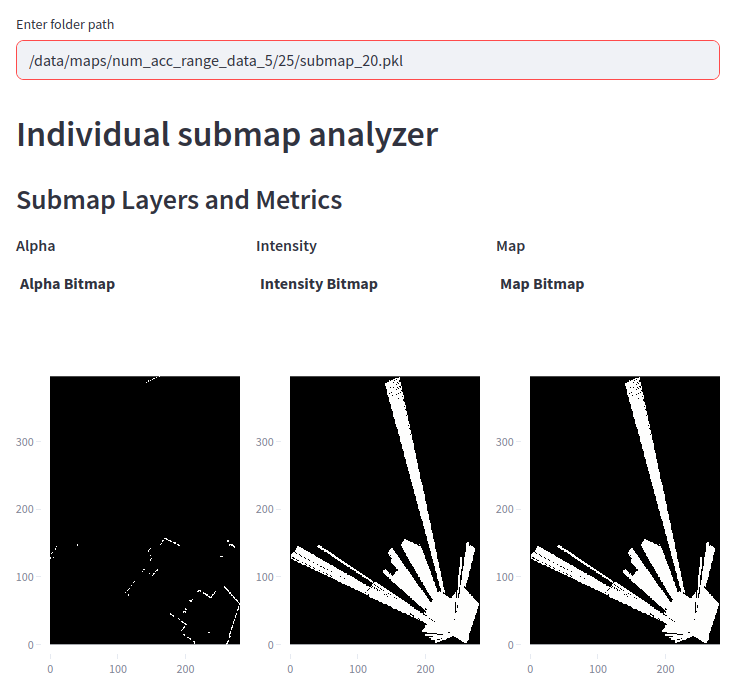 Enter folder path
/data/maps/num_acc_range_data_5/25/submap_20.pkl
Individual submap analyzer
Submap Layers and Metrics
Alpha Intensity Map
Alpha Bitmap Intensity Bitmap Map Bitmap
300 300 300
200 200 200
100 100 100
0 0 0
0 100 200 0 100 200 0 100 200